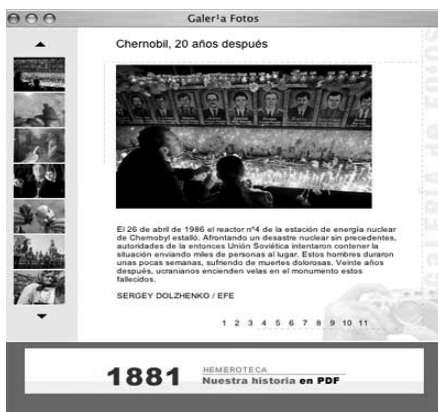 Galer¹a Fotos
Chernobil, 20 años después
El 26 de abril de 1986 el reactor nº4 de la estación de energía nuclear
de Chernobyl estalló. Afrontando un desastre nuclear sin precedentes,
autoridades de la entonces Unión Soviética intentaron contener la
situación enviando miles de personas al lugar. Estos hombres duraron
unas pocas semanas, sufriendo de muertes dolorosas. Veinte años
después, ucranianos encienden velas en el monumento estos
fallecidos.
SERGEY DOLZHENKO / EFE
1 2 3 4 5 6 7 8 9 10 11
GALERÍA de FOTOS
1881
HEMEROTECA
Nuestra historia en PDF